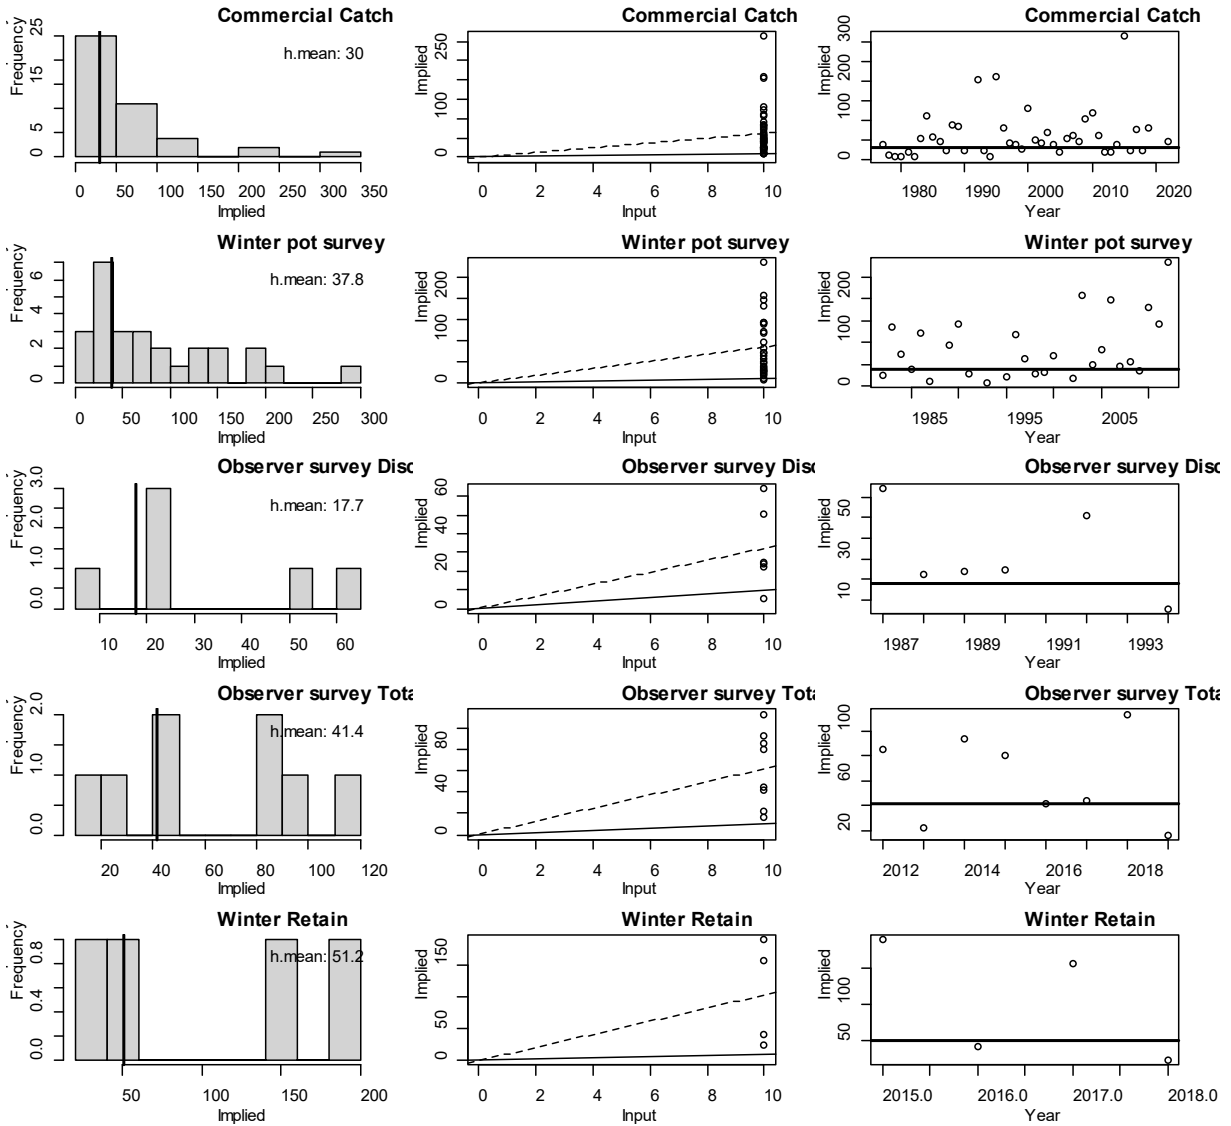 Commercial Catch
Frequency
25
15
5
0
h.mean: 30
0 50 100 150 200 250 300 335
Implied
Commercial Catch
Implied
250
100
0
0 2 4 6 8 10
Input
Commercial Catch
Implied
300
200
100
0
1980 1990 2000 2010 2020
Year
Winter pot survey
Frequency
6
4
2
0
h.mean: 37.8
0 50 100 150 200 250 300
Implied
Winter pot survey
Implied
200
100
0
0 2 4 6 8 10
Input
Winter pot survey
Implied
200
100
0
1985 1995 2005
Year
Observer survey Disc
Frequency
3.0
2.0
1.0
0.0
h.mean: 17.7
10 20 30 40 50 60
Implied
Observer survey Disc
Implied
60
40
20
0
0 2 4 6 8 10
Input
Observer survey Disc
Implied
50
30
10
1987 1989 1991 1993
Year
Observer survey Tota
Frequency
2.0
1.0
0.0
h.mean: 41.4
20 40 60 80 100 120
Implied
Observer survey Tota
Implied
80
40
0
0 2 4 6 8 10
Input
Observer survey Tota
Implied
100
60
20
2012 2014 2016 2018
Year
Winter Retain
Frequency
0.8
0.4
0.0
h.mean: 51.2
50 100 150 200
Implied
Winter Retain
Implied
150
50
0
0 2 4 6 8 10
Input
Winter Retain
Implied
100
50
2015.0 2016.0 2017.0 2018.0
Year